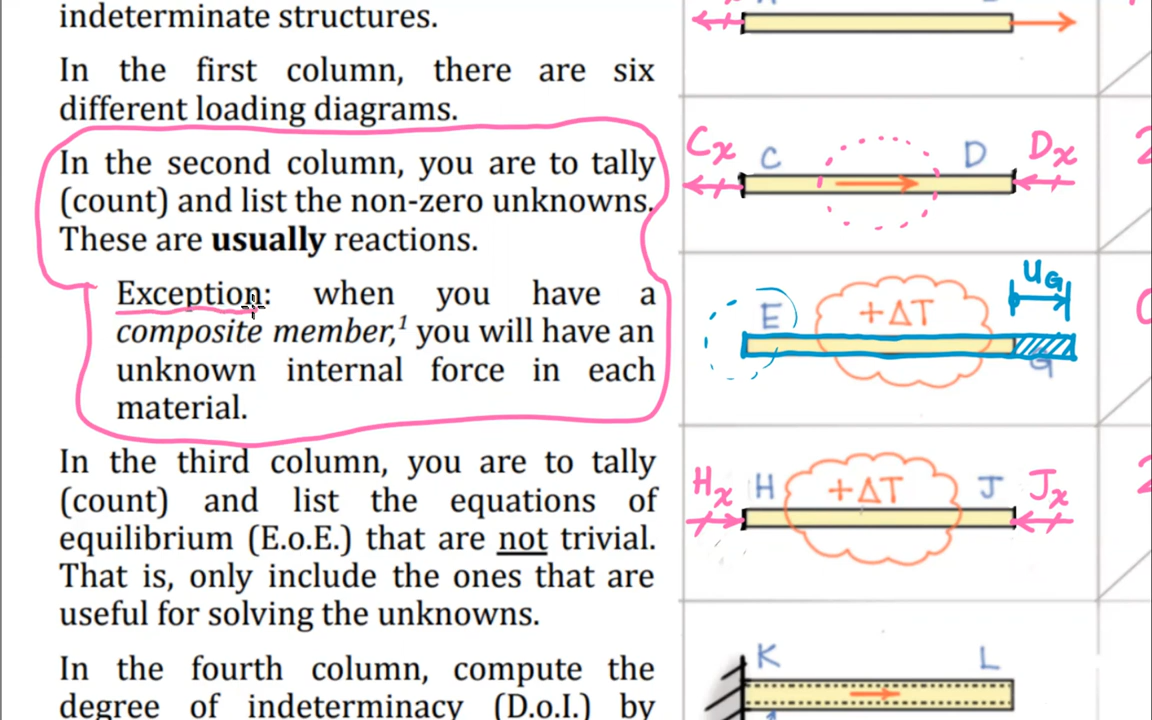 indeterminate structures.
In the first column, there are six
different loading diagrams.
In the second column, you are to tally
(count) and list the non-zero unknowns.
These are usually reactions.
Exception: when you have a
composite member,¹ you will have an
unknown internal force in each
material.
In the third column, you are to tally
(count) and list the equations of
equilibrium (E.o.E.) that are not trivial.
That is, only include the ones that are
useful for solving the unknowns.
In the fourth column, compute the
degree of indeterminacy (D.o.I.) by
Cx C D Dx
E +ΔT uG
G
Hx H +ΔT J Jx
K L